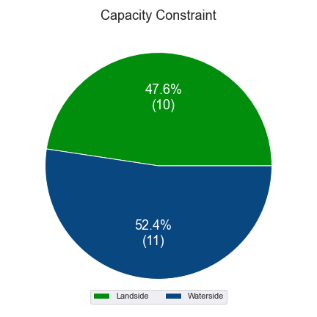 Capacity Constraint
47.6%
(10)
52.4%
(11)
Landside Waterside